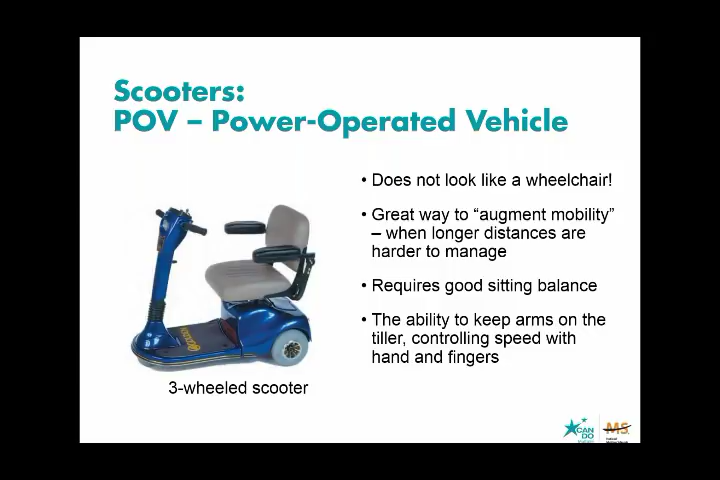 Scooters:
POV – Power-Operated Vehicle
• Does not look like a wheelchair!
• Great way to “augment mobility”
– when longer distances are
harder to manage
• Requires good sitting balance
• The ability to keep arms on the
tiller, controlling speed with
hand and fingers
3-wheeled scooter
CAN
DO
MS